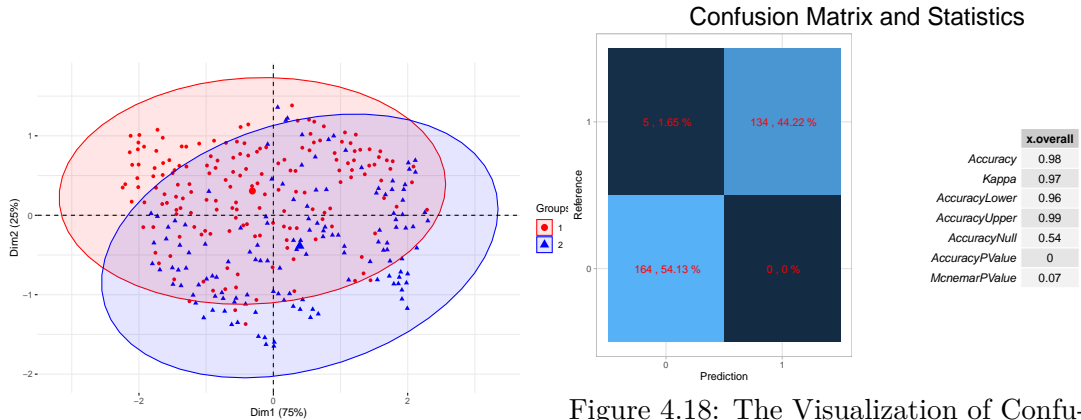 Dim2 (25%)
1
0
−1
−2
−2
0
2
Dim1 (75%)
Groups
1
2
Confusion Matrix and Statistics
Reference
1
0
5 , 1.65 %
134 , 44.22 %
164 , 54.13 %
0 , 0 %
0
1
Prediction
x.overall
Accuracy 0.98
Kappa 0.97
AccuracyLower 0.96
AccuracyUpper 0.99
AccuracyNull 0.54
AccuracyPValue 0
McnemarPValue 0.07
Figure 4.18: The Visualization of Confu-